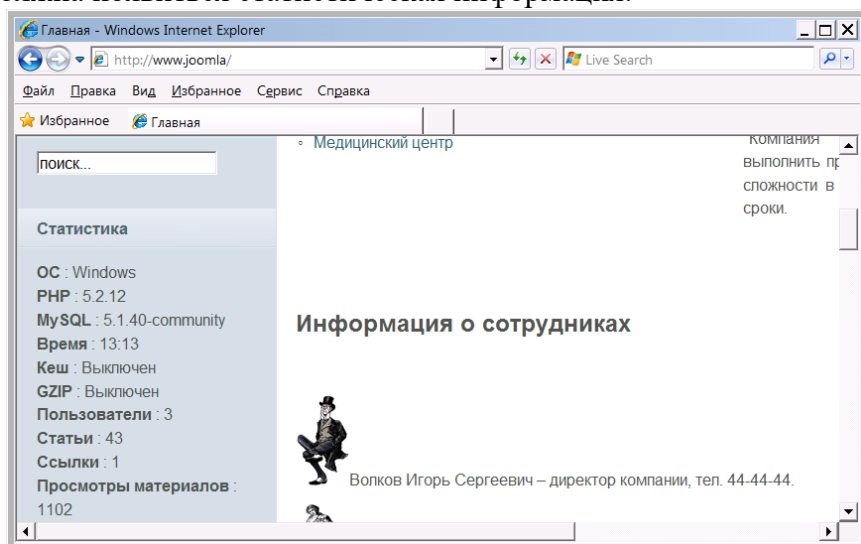 статистическая информация.
Главная - Windows Internet Explorer
http://www.joomla/
Live Search
Файл Правка Вид Избранное Сервис Справка
Избранное Главная
поиск...
Статистика
ОС : Windows
PHP : 5.2.12
MySQL : 5.1.40-community
Время : 13:13
Кеш : Выключен
GZIP : Выключен
Пользователи : 3
Статьи : 43
Ссылки : 1
Просмотры материалов :
1102
◦ Медицинский центр
Компания
выполнить
сложности в
сроки.
Информация о сотрудниках
Волков Игорь Сергеевич – директор компании, тел. 44-44-44.